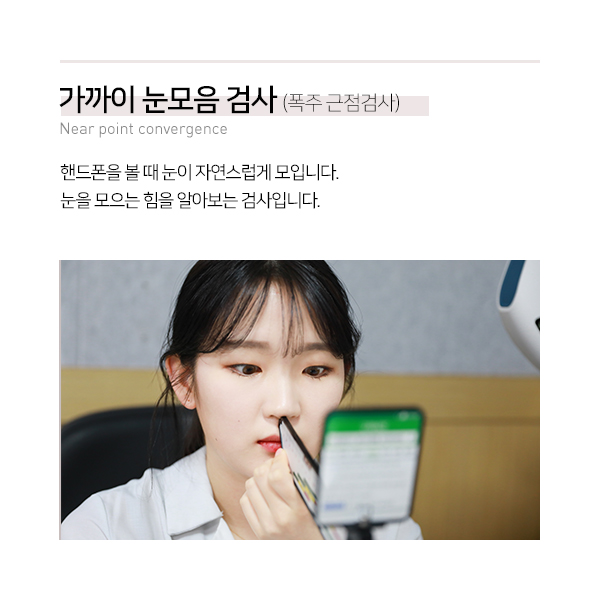 가까이 눈모음 검사 (폭주 근점검사)
Near point convergence
핸드폰을 볼 때 눈이 자연스럽게 모입니다.
눈을 모으는 힘을 알아보는 검사입니다.